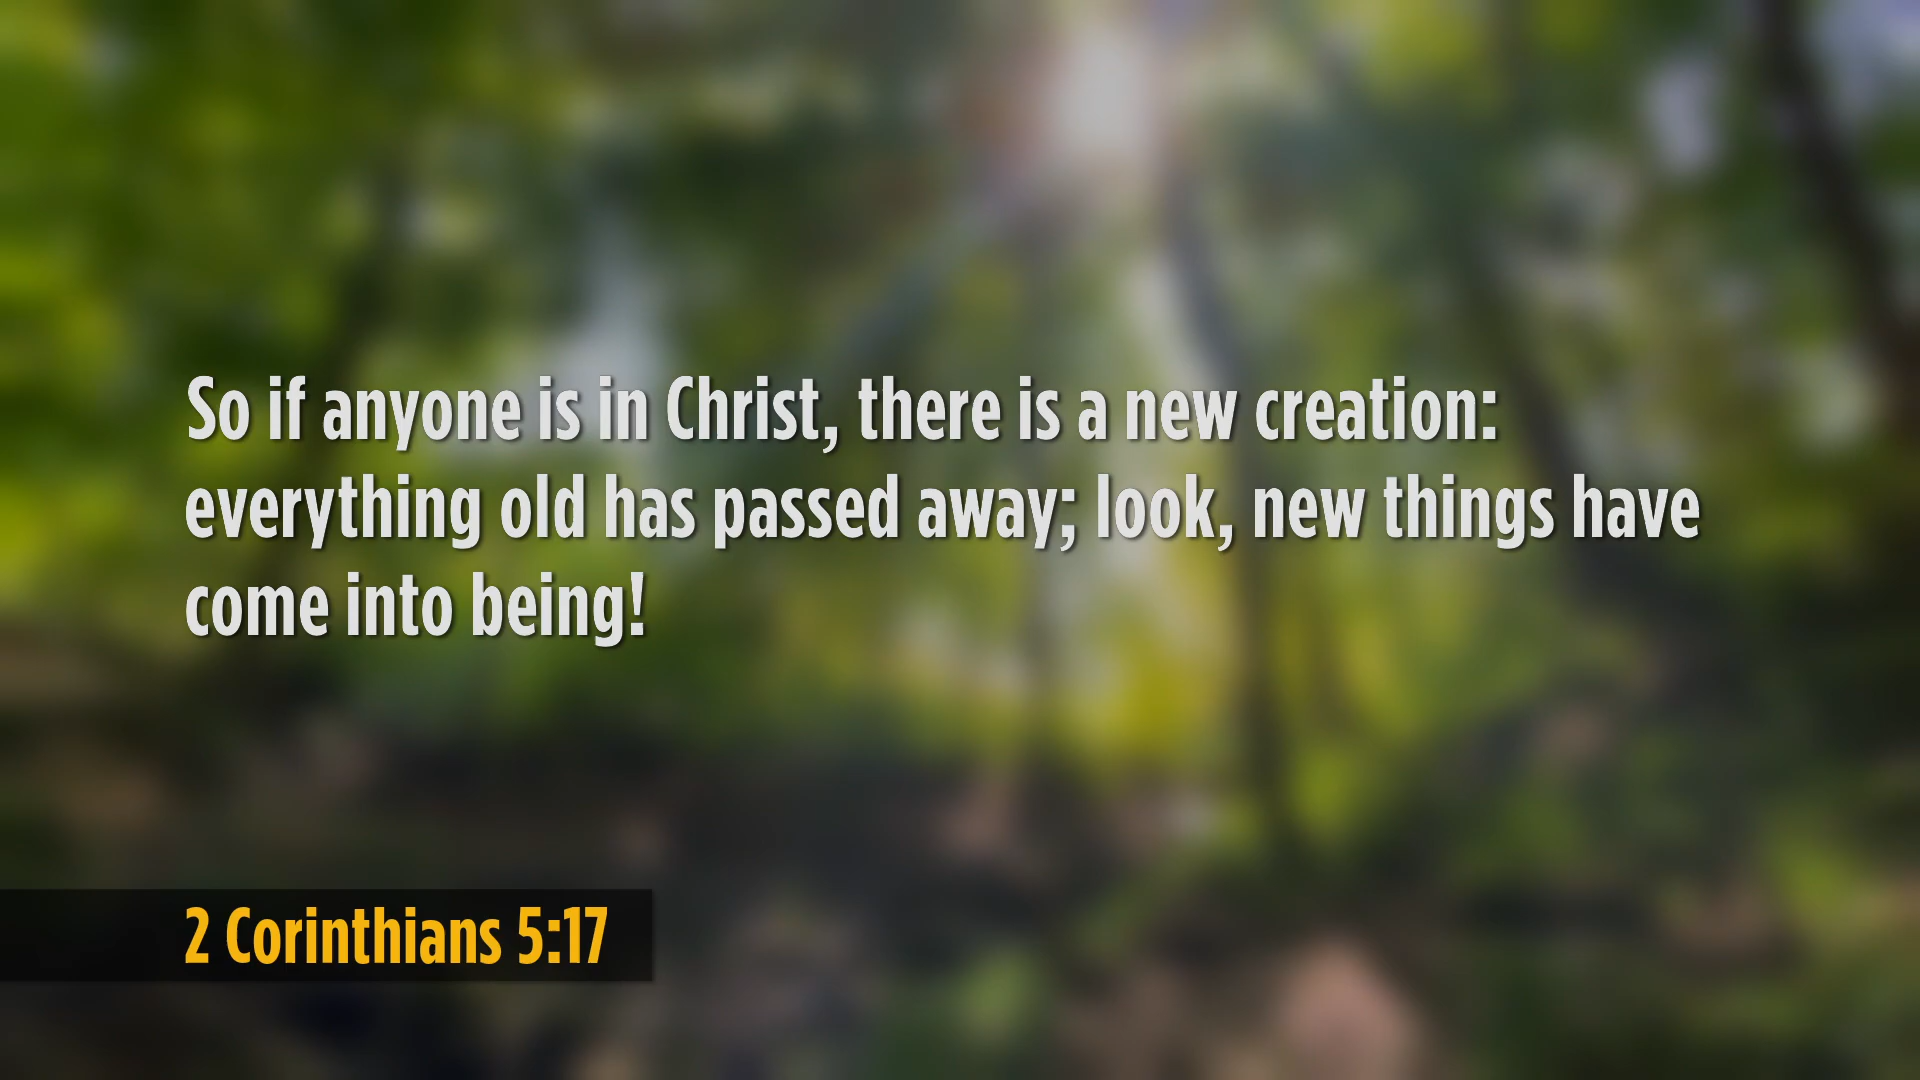 So if anyone is in Christ, there is a new creation:
everything old has passed away; look, new things have
come into being!
2 Corinthians 5:17